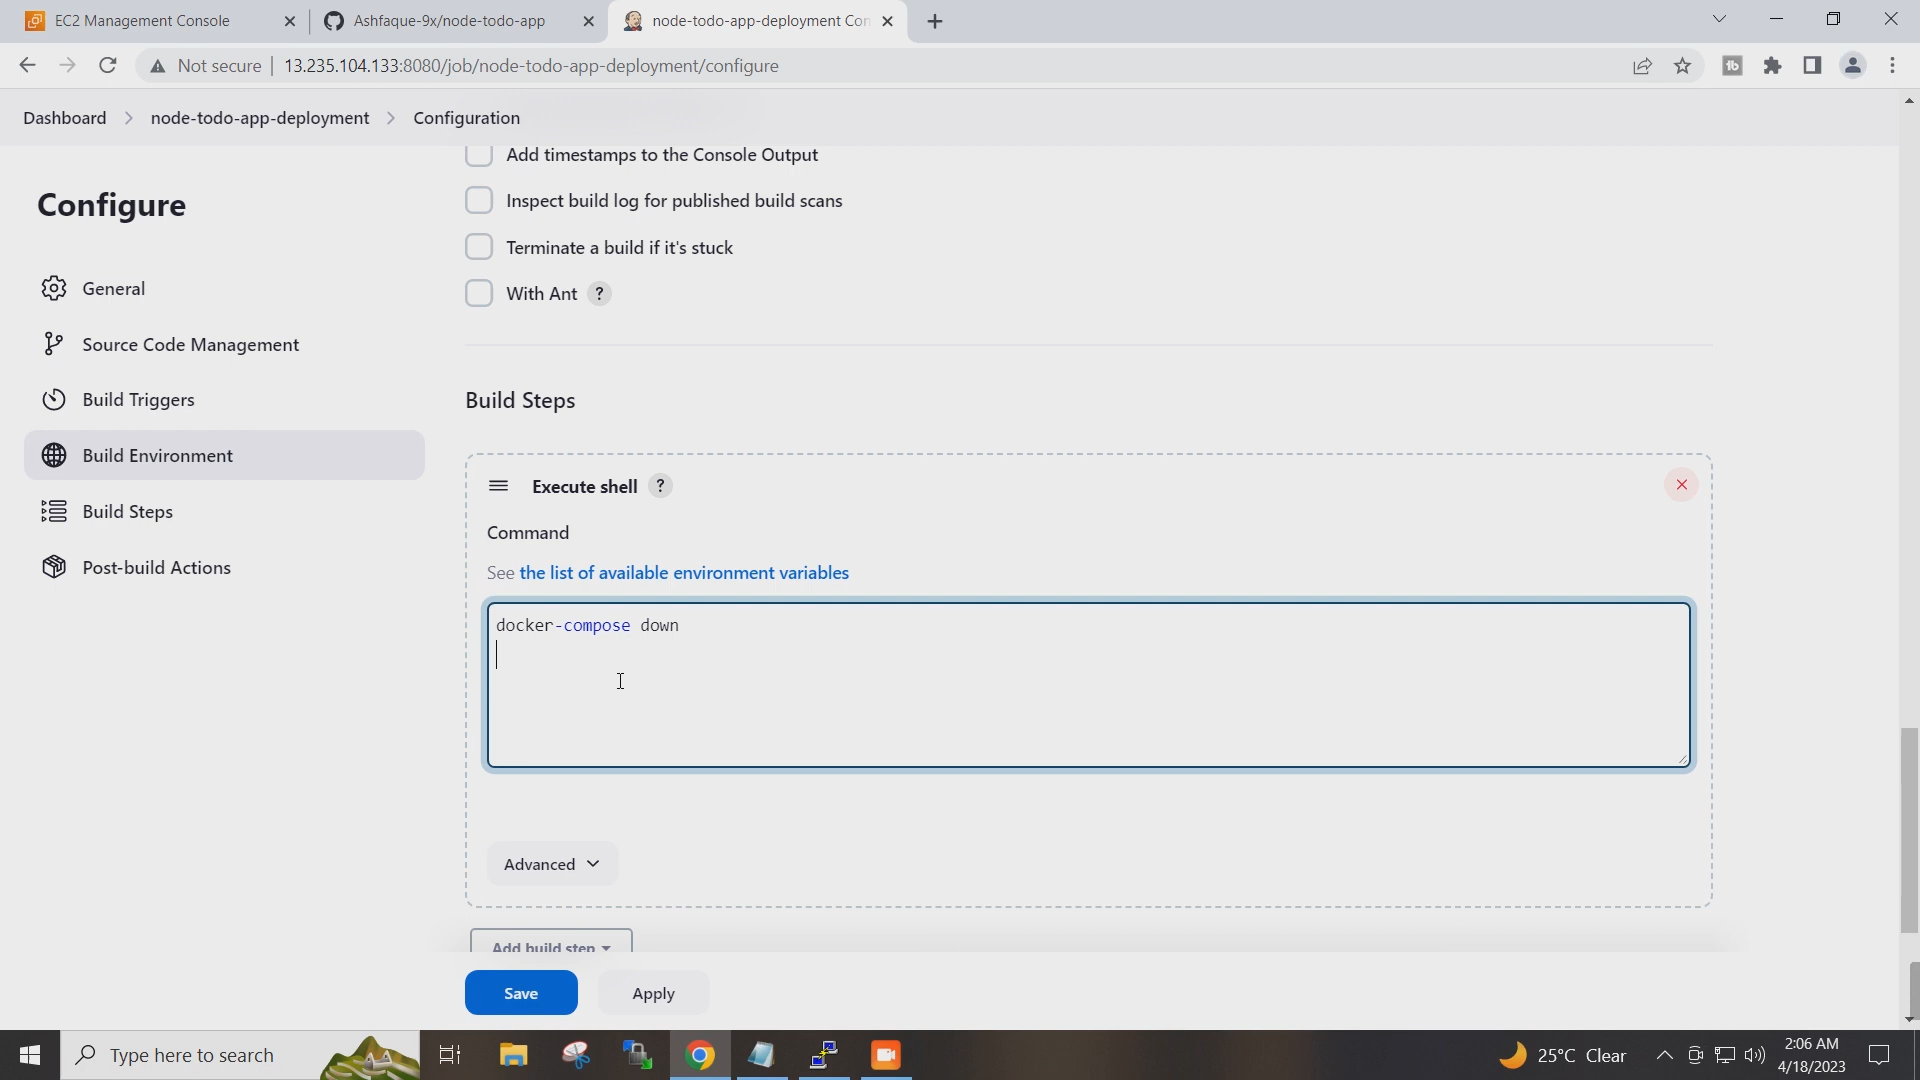 EC2 Management Console
Ashfaque-9x/node-todo-app
node-todo-app-deployment Con
Not secure
13.235.104.133:8080/job/node-todo-app-deployment/configure
Dashboard
node-todo-app-deployment
Configuration
Configure
General
Source Code Management
Build Triggers
Build Environment
Build Steps
Post-build Actions
Add timestamps to the Console Output
Inspect build log for published build scans
Terminate a build if it's stuck
With Ant ?
Build Steps
Execute shell ?
Command
See the list of available environment variables
docker-compose down
Advanced
Add build step
Save
Apply
Type here to search
25°C Clear
2:06 AM
4/18/2023